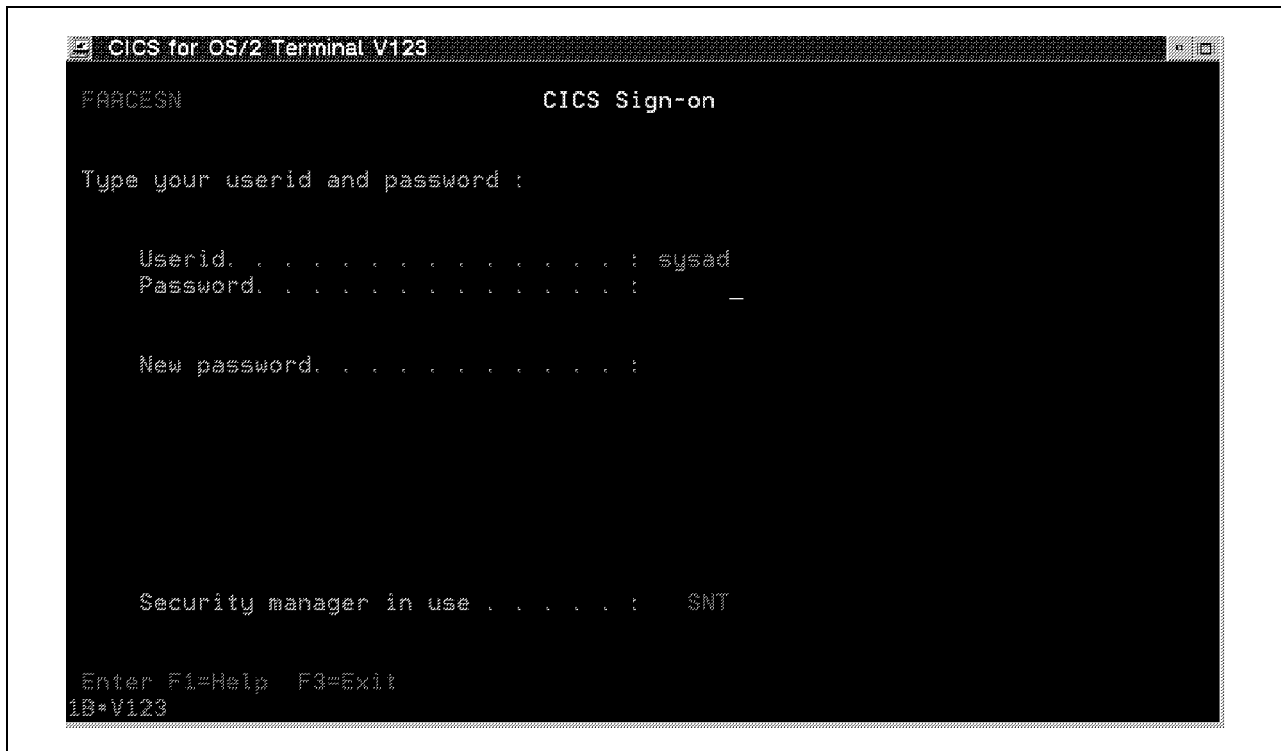 CICS for OS/2 Terminal V123
FAACESN CICS Sign-on
Type your userid and password :
Userid. . . . . . . . . . . . . . : sysad
Password. . . . . . . . . . . . . : _
New password. . . . . . . . . . . :
Security manager in use . . . . . : SNT
Enter F1=Help F3=Exit
1B=V123